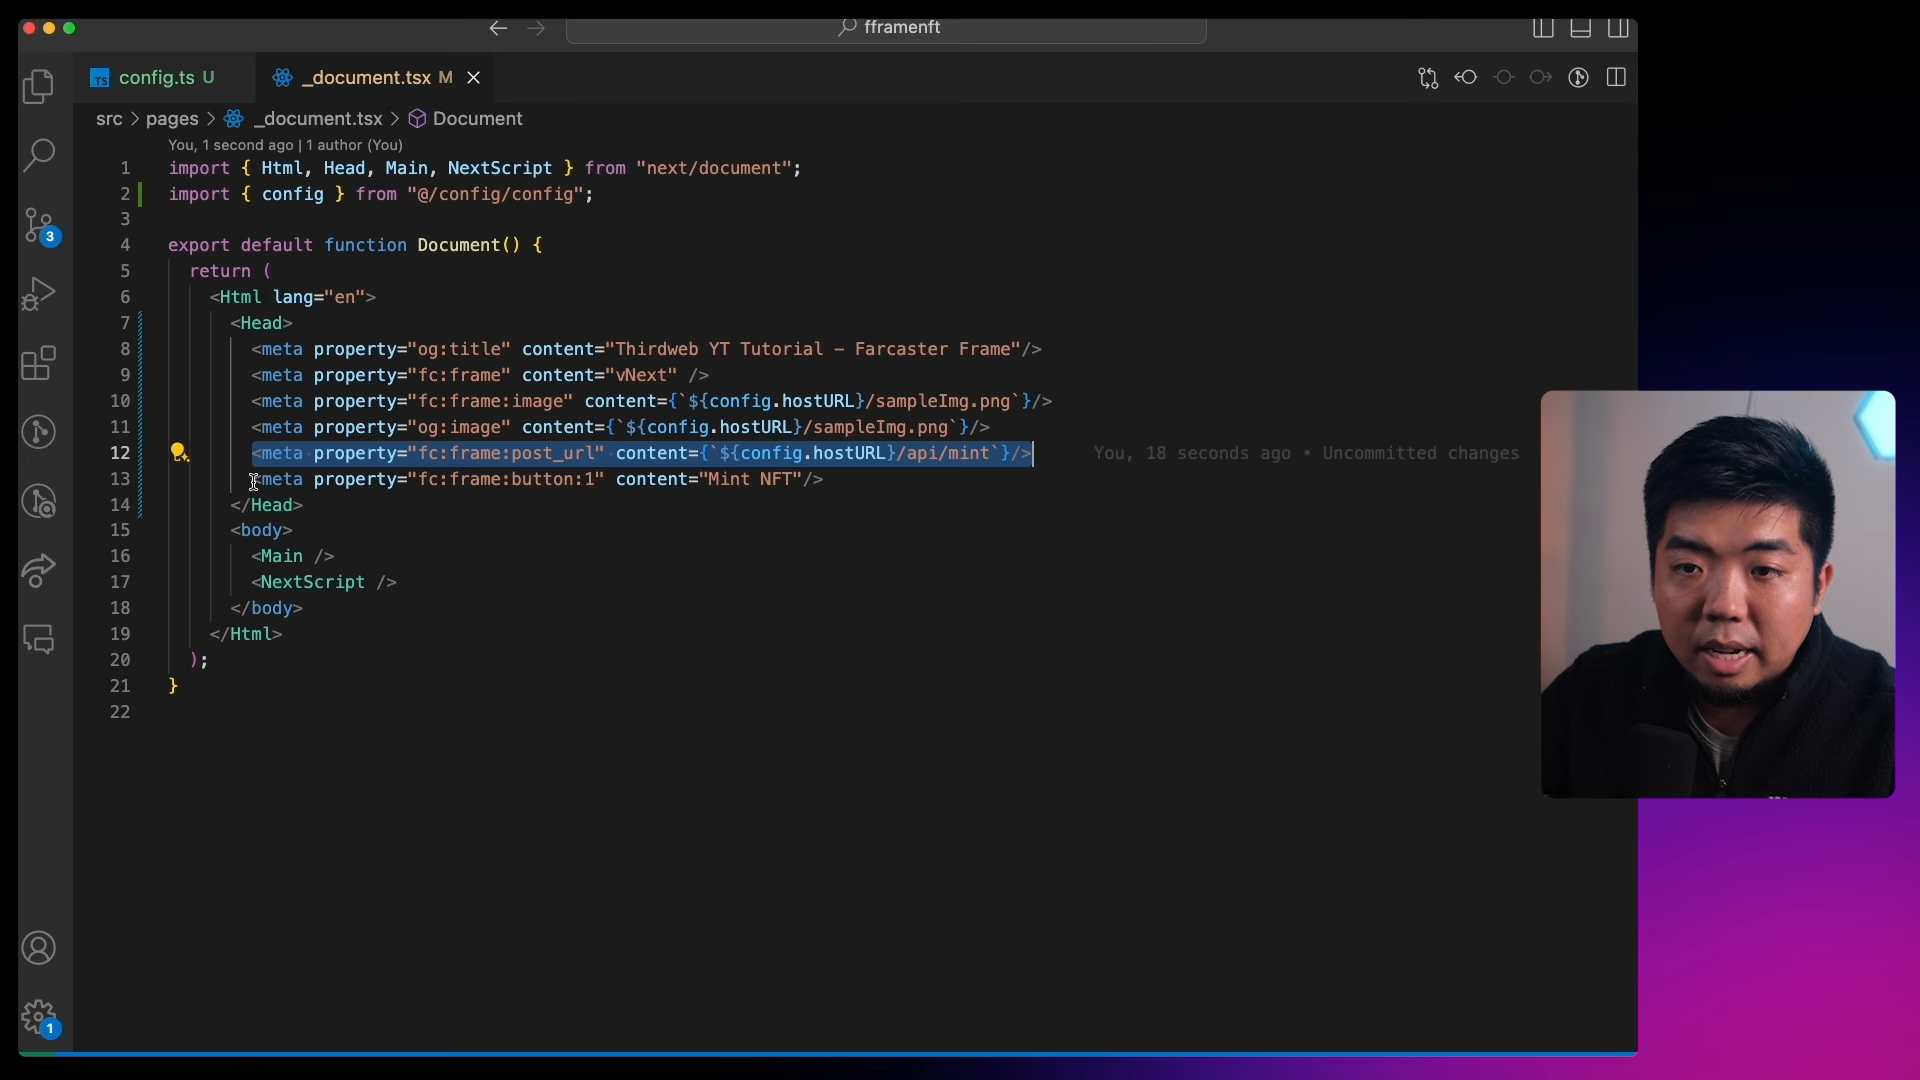 fframenft
TS config.ts U
_document.tsx M
src > pages > _document.tsx > Document
You, 1 second ago | 1 author (You)
1 import { Html, Head, Main, NextScript } from "next/document";
2 import { config } from "@/config/config";
3
4 export default function Document() {
5 return (
6 <Html lang="en">
7 <Head>
8 <meta property="og:title" content="Thirdweb YT Tutorial – Farcaster Frame"/>
9 <meta property="fc:frame" content="vNext" />
10 <meta property="fc:frame:image" content={`${config.hostURL}/sampleImg.png`}/>
11 <meta property="og:image" content={`${config.hostURL}/sampleImg.png`}/>
12 <meta property="fc:frame:post_url" content={`${config.hostURL}/api/mint`}/> You, 18 seconds ago • Uncommitted changes
13 <meta property="fc:frame:button:1" content="Mint NFT"/>
14 </Head>
15 <body>
16 <Main />
17 <NextScript />
18 </body>
19 </Html>
20 );
21 }
22
3
1